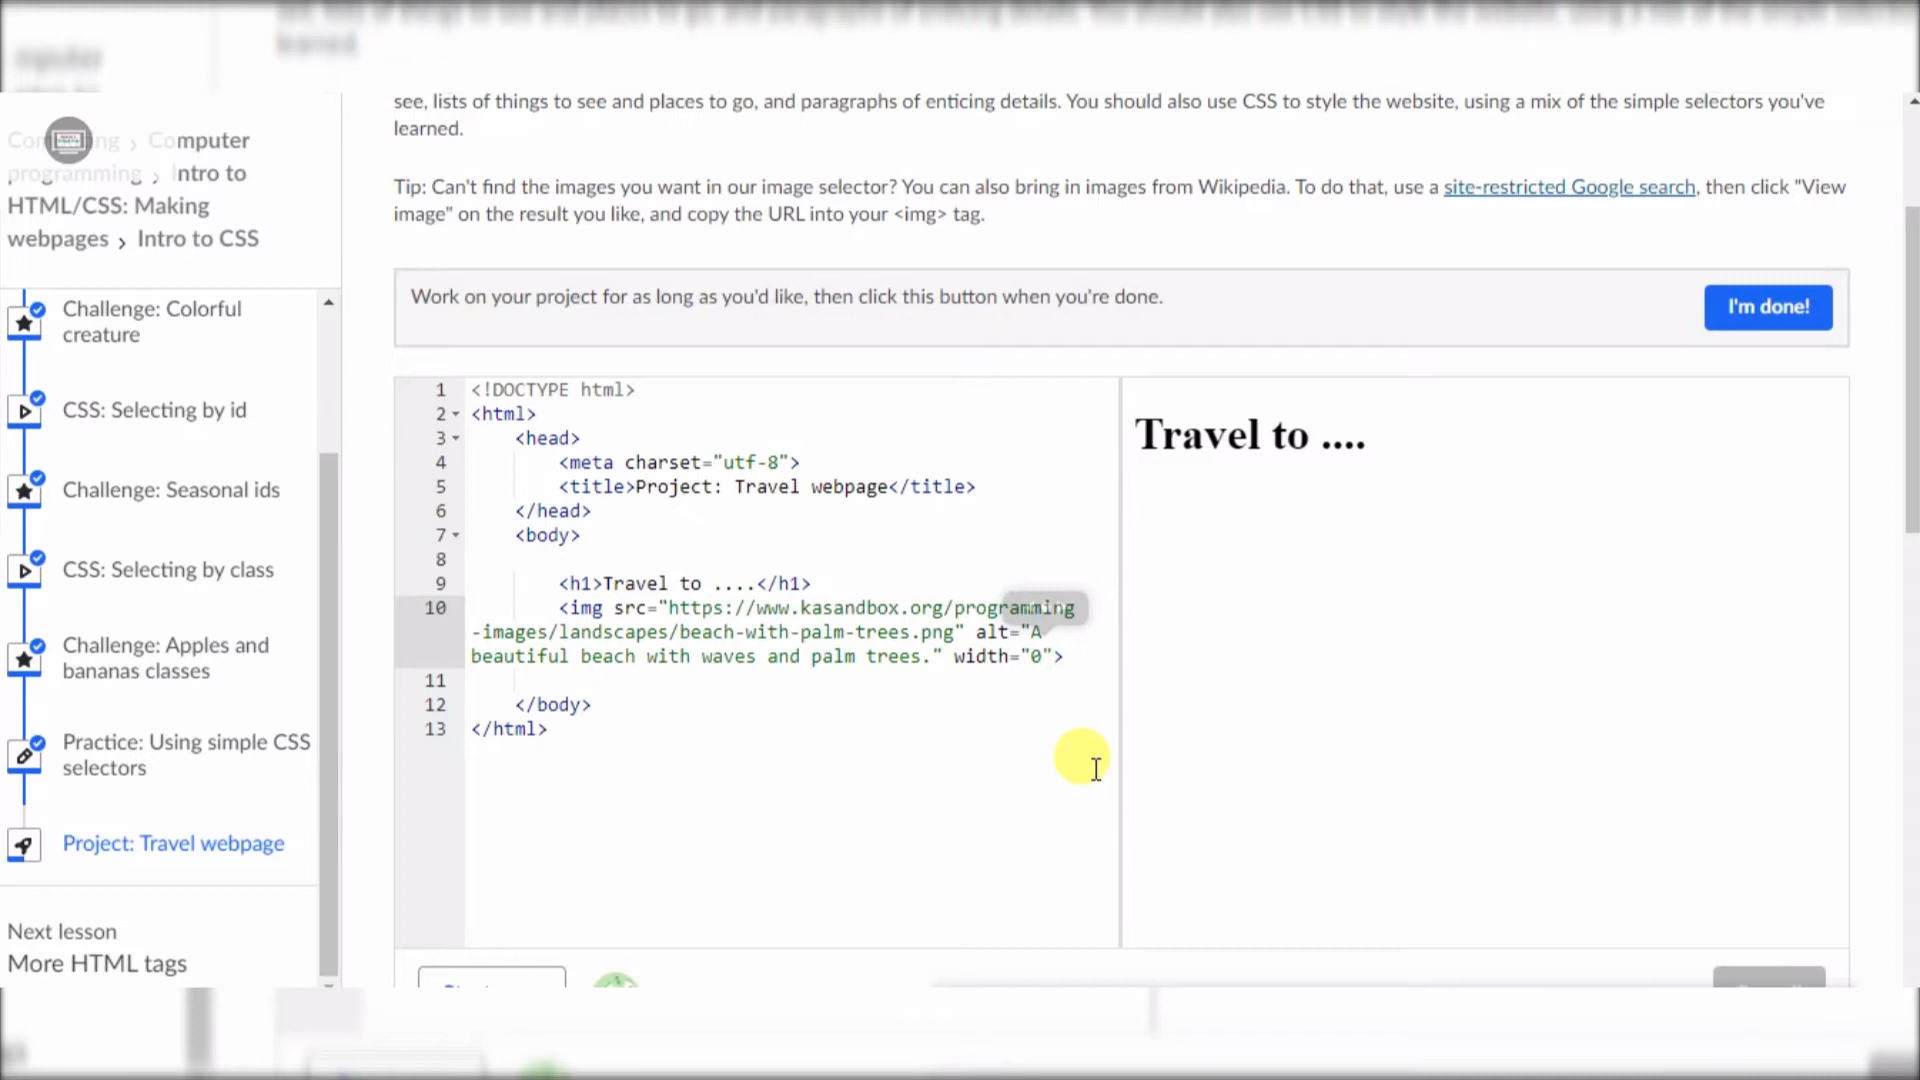 see, lists of things to see and places to go, and paragraphs of enticing details. You should also use CSS to style the website, using a mix of the simple selectors you've
learned.
Tip: Can't find the images you want in our image selector? You can also bring in images from Wikipedia. To do that, use a site-restricted Google search, then click "View
image" on the result you like, and copy the URL into your <img> tag.
Work on your project for as long as you'd like, then click this button when you're done.
I'm done!
Computer
programming › Intro to
HTML/CSS: Making
webpages › Intro to CSS
Challenge: Colorful
creature
CSS: Selecting by id
Challenge: Seasonal ids
CSS: Selecting by class
Challenge: Apples and
bananas classes
Practice: Using simple CSS
selectors
Project: Travel webpage
Next lesson
More HTML tags
1 <!DOCTYPE html>
2 <html>
3 <head>
4 <meta charset="utf-8">
5 <title>Project: Travel webpage</title>
6 </head>
7 <body>
8
9 <h1>Travel to ....</h1>
10 <img src="https://www.kasandbox.org/programming
-images/landscapes/beach-with-palm-trees.png" alt="A
beautiful beach with waves and palm trees." width="0">
11
12 </body>
13 </html>
Travel to ....